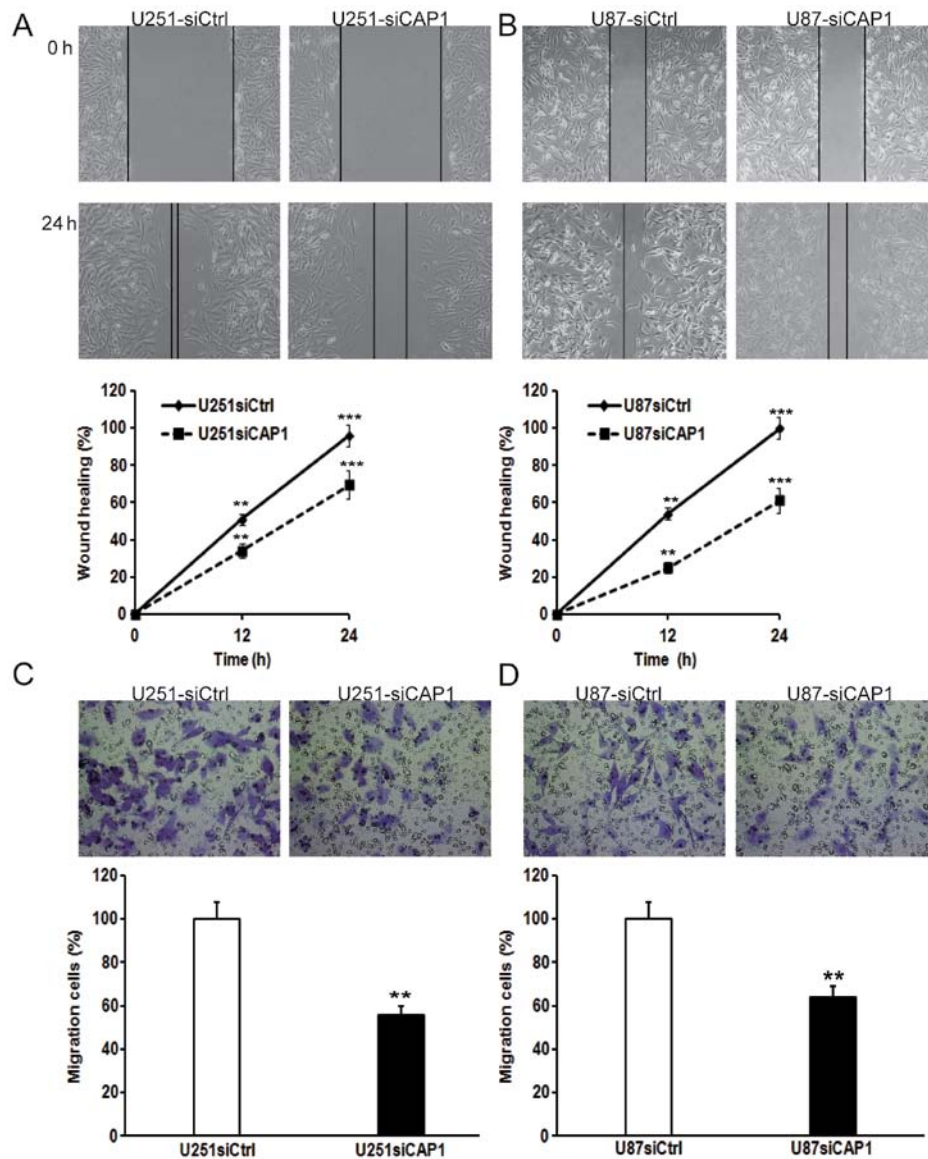 A U251-siCtrl U251-siCAP1 B U87-siCtrl U87-siCAP1
0 h
24 h
120
100
80
60
40
20
0
Wound healing (%)
U251siCtrl
U251siCAP1
***
***
**
**
0 12 24
Time (h)
120
100
80
60
40
20
0
Wound healing (%)
U87siCtrl
U87siCAP1
***
***
**
**
0 12 24
Time (h)
C U251-siCtrl U251-siCAP1 D U87-siCtrl U87-siCAP1
120
100
80
60
40
20
0
Migration cells (%)
**
U251siCtrl U251siCAP1
120
100
80
60
40
20
0
Migration cells (%)
**
U87siCtrl U87siCAP1